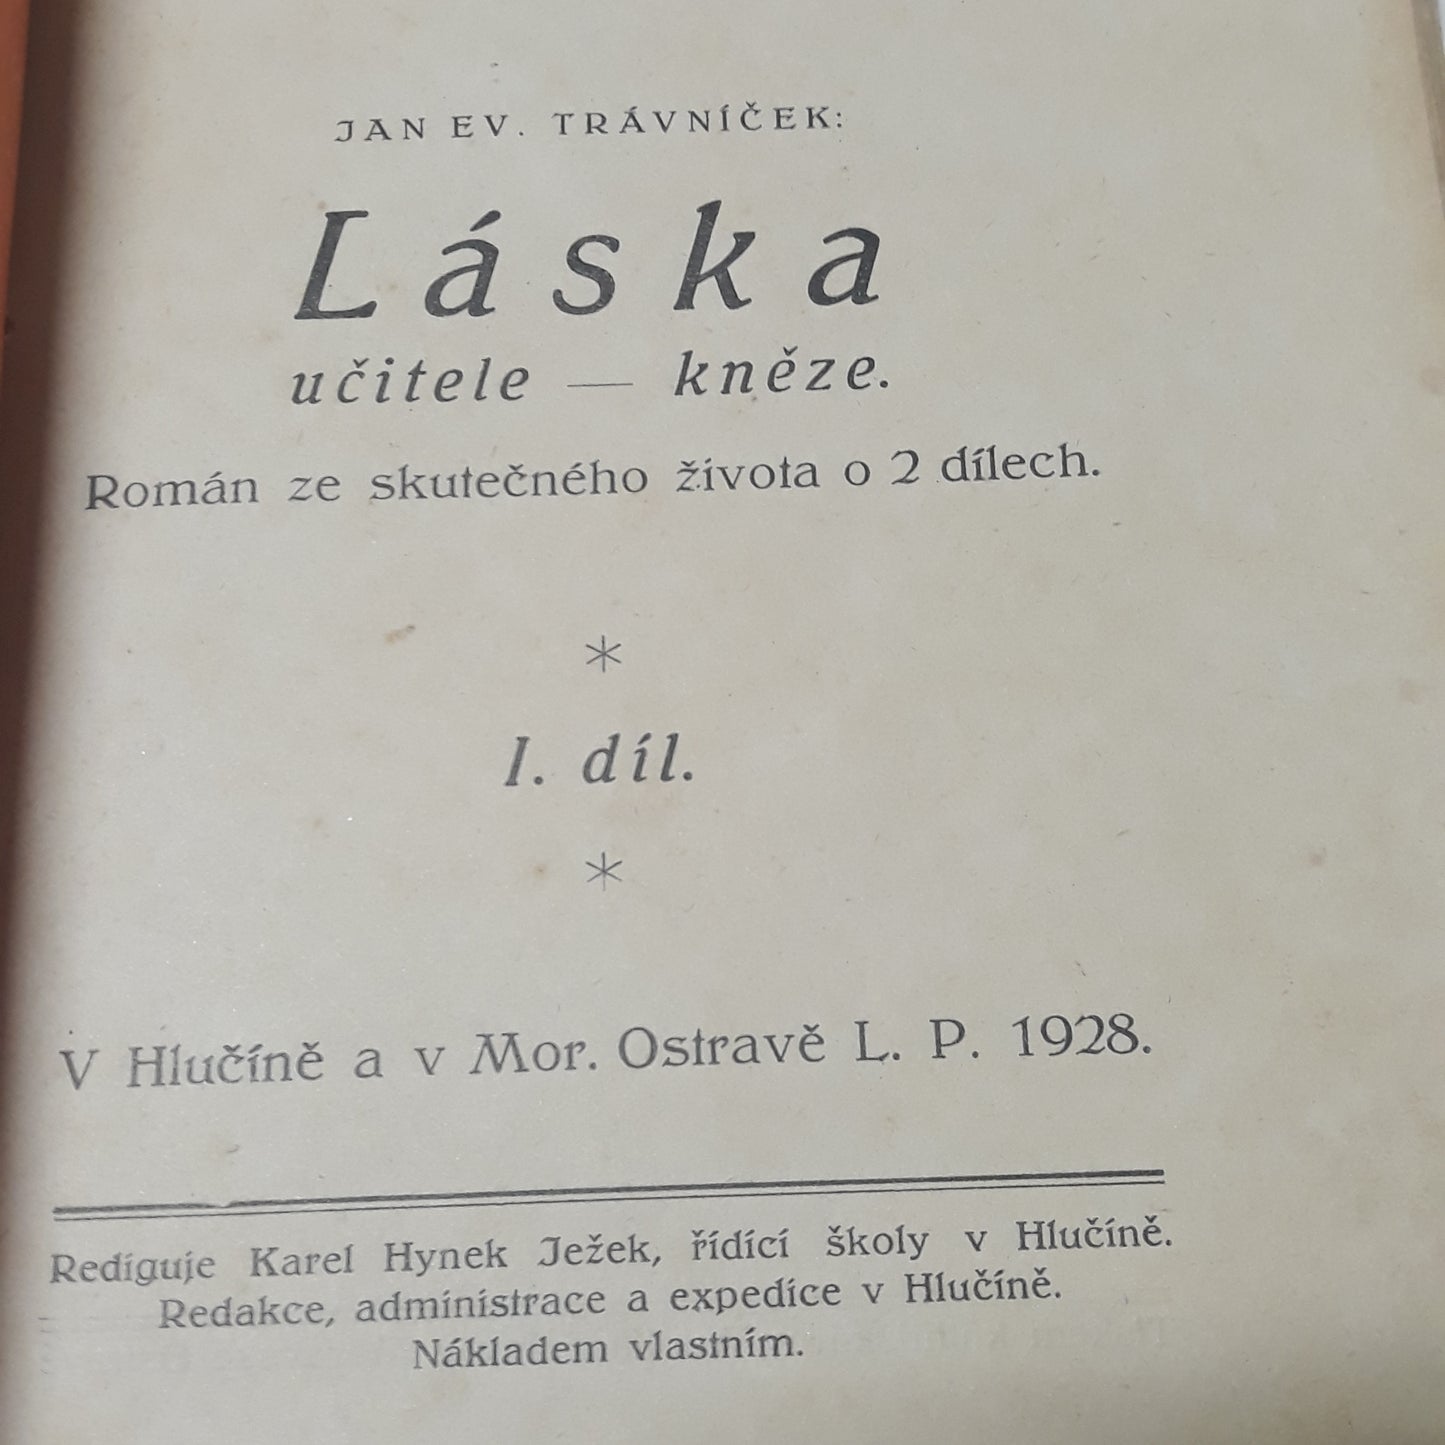 JAN EV. TRÁVNÍČEK:
Láska
učitele — kněze.
Román ze skutečného života o 2 dílech.
*
I. díl.
*
V Hlučíně a v Mor. Ostravě L. P. 1928.
Rediguje Karel Hynek Ježek, řídící školy v Hlučíně.
Redakce, administrace a expedice v Hlučíně.
Nákladem vlastním.